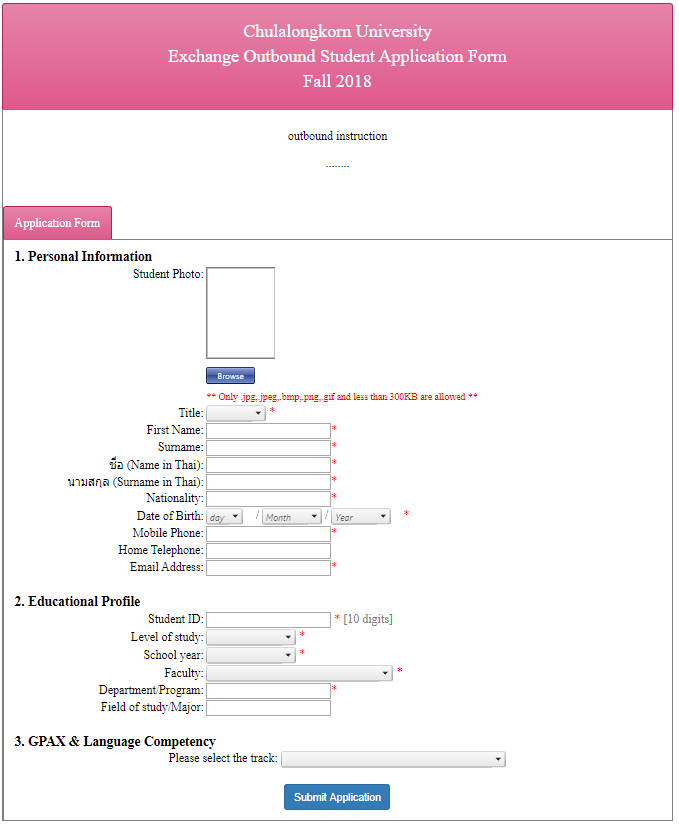 Chulalongkorn University
Exchange Outbound Student Application Form
Fall 2018
outbound instruction
........
Application Form
1. Personal Information
Student Photo:
Browse
** Only .jpg,.jpeg,.bmp,.png,.gif and less than 300KB are allowed **
Title: *
First Name: *
Surname: *
ชื่อ (Name in Thai): *
นามสกุล (Surname in Thai): *
Nationality: *
Date of Birth: day / Month / Year *
Mobile Phone: *
Home Telephone:
Email Address: *
2. Educational Profile
Student ID: * [10 digits]
Level of study: *
School year: *
Faculty: *
Department/Program: *
Field of study/Major:
3. GPAX & Language Competency
Please select the track:
Submit Application